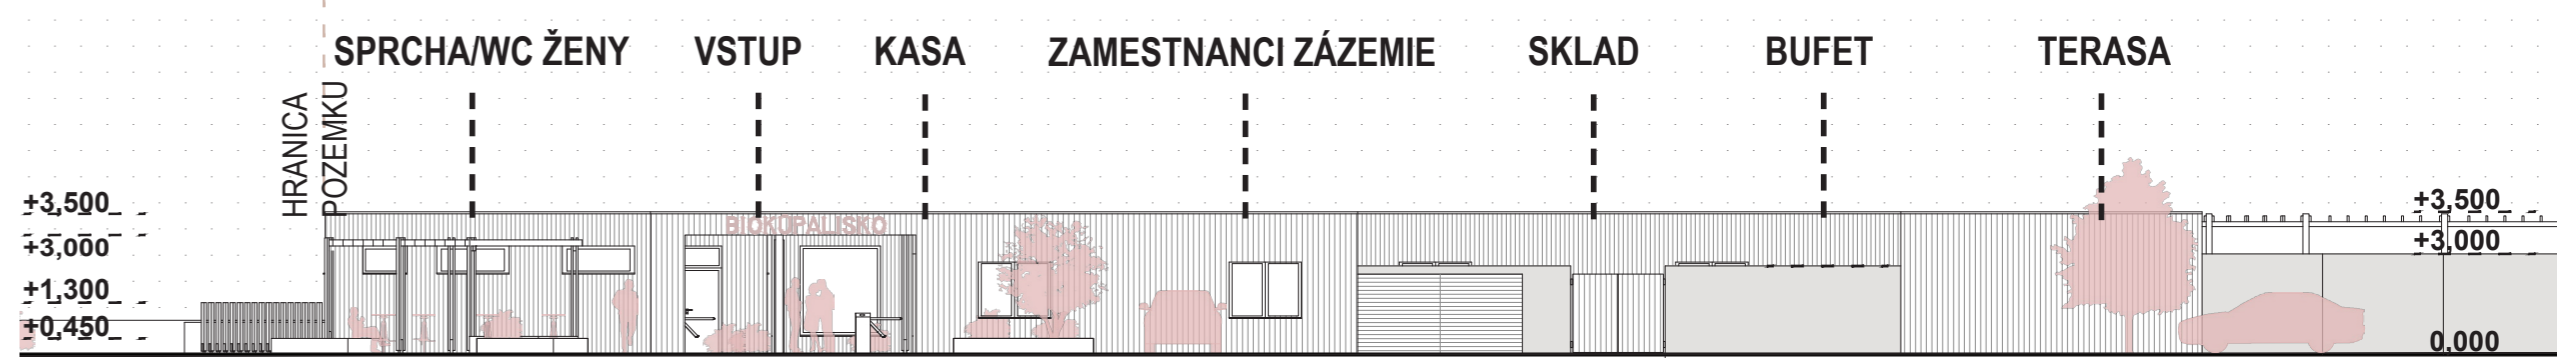 SPRCHA/WC ŽENY
VSTUP
KASA
ZAMESTNANCI ZÁZEMIE
SKLAD
BUFET
TERASA
HRANICA
POZEMKU
+3,500
+3,000
+1,300
+0,450
BIOKÚPALISKO
+3,500
+3,000
0,000